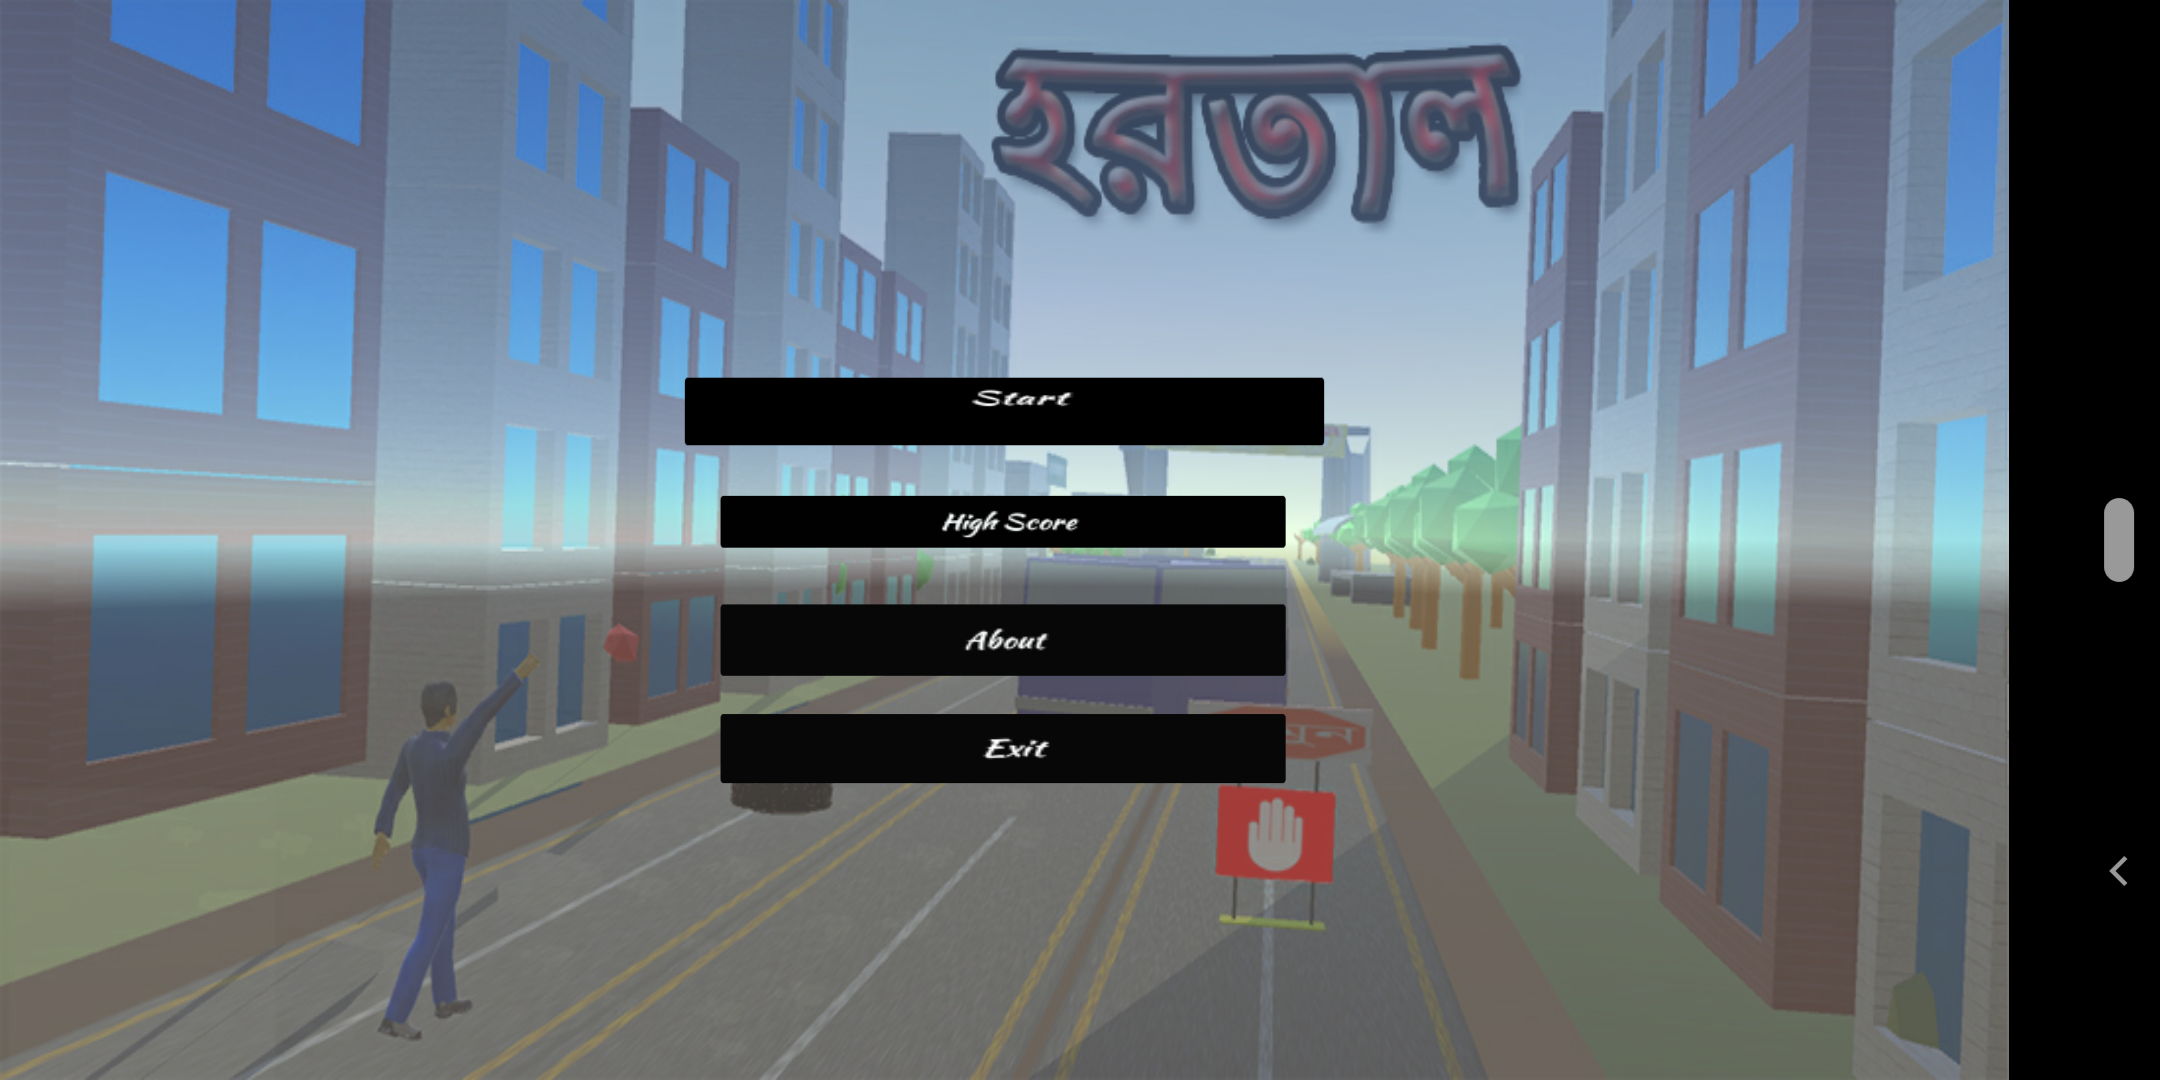 হরতাল
Start
High Score
About
Exit